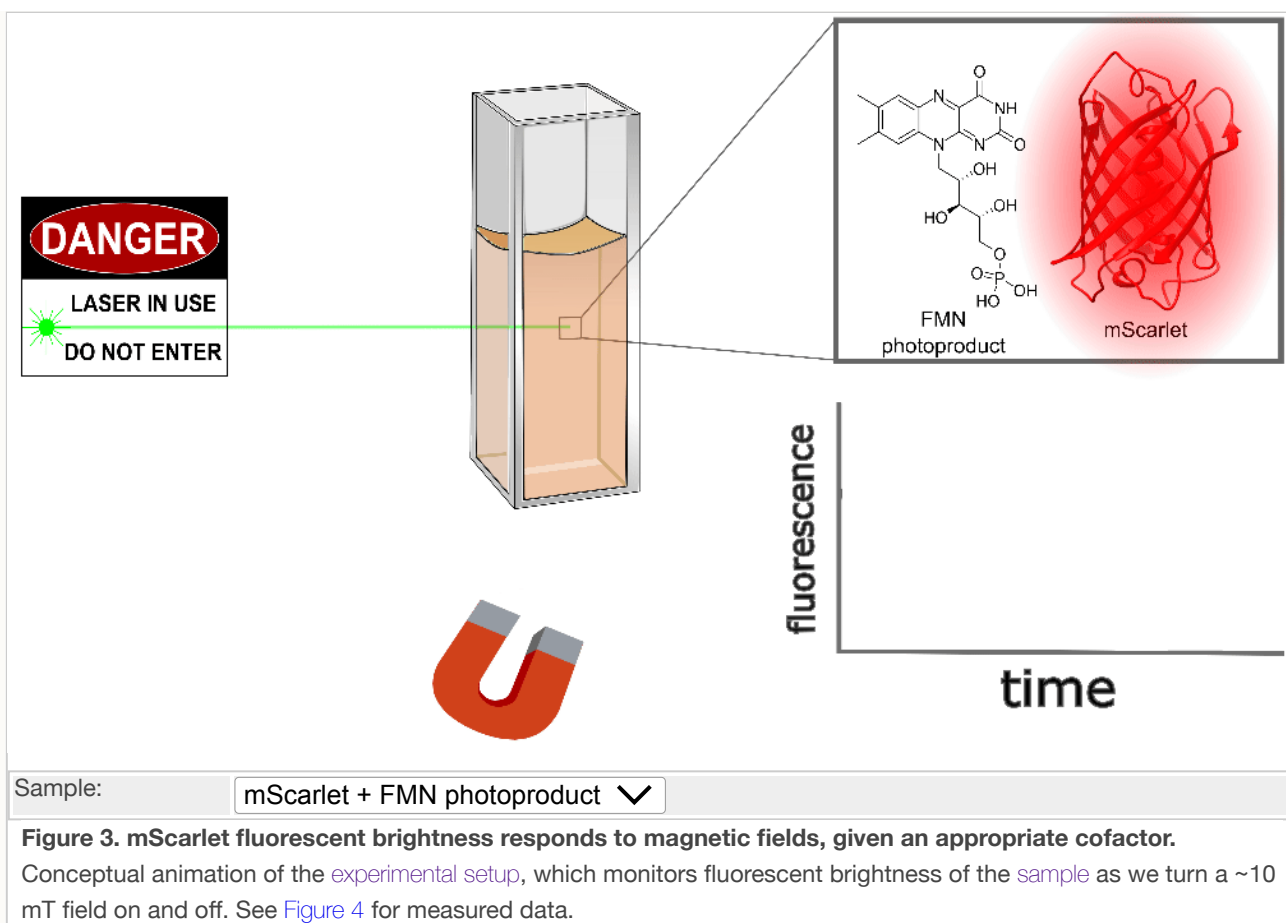 DANGER
LASER IN USE
DO NOT ENTER
N
O
NH
N
N
O
OH
HO
OH
O
O
P
OH
HO
FMN
photoproduct
mScarlet
fluorescence
time
Sample:
mScarlet + FMN photoproduct
Figure 3. mScarlet fluorescent brightness responds to magnetic fields, given an appropriate cofactor.
Conceptual animation of the experimental setup, which monitors fluorescent brightness of the sample as we turn a ~10
mT field on and off. See Figure 4 for measured data.